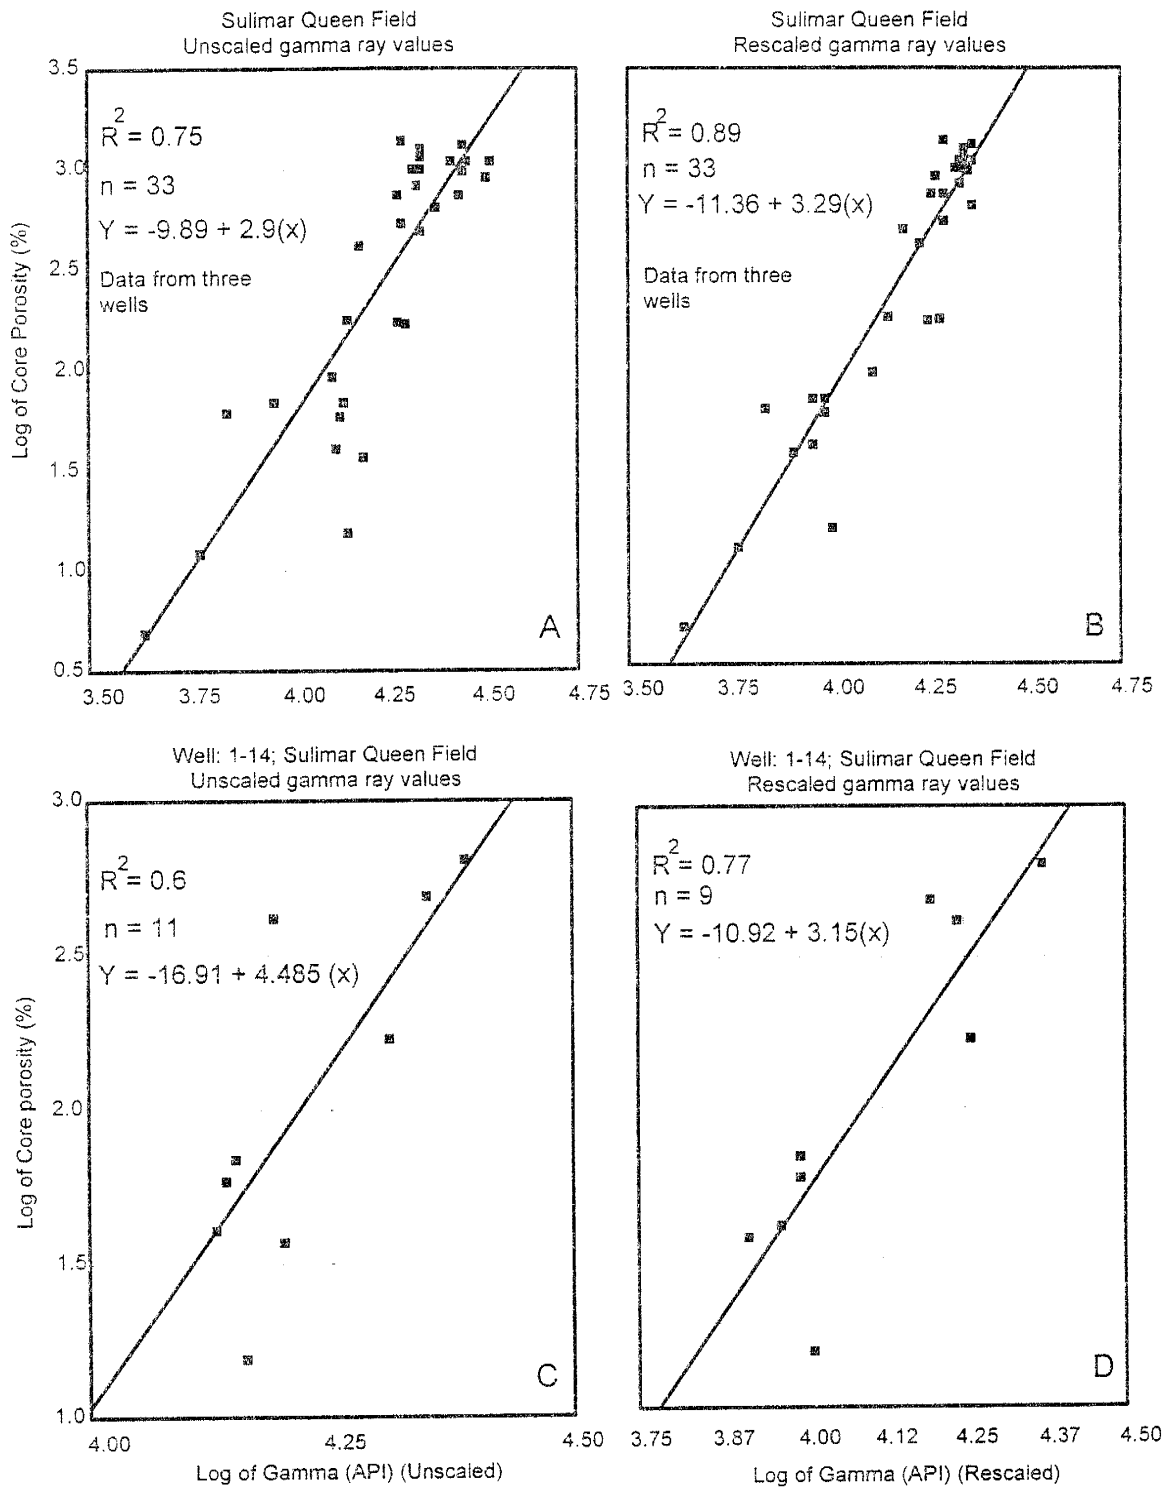 Sulimar Queen Field
Unscaled gamma ray values
R² = 0.75
n = 33
Y = -9.89 + 2.9(x)
Data from three
wells
A
Log of Core Porosity (%)
3.5
3.0
2.5
2.0
1.5
1.0
0.5
3.50 3.75 4.00 4.25 4.50 4.75
Sulimar Queen Field
Rescaled gamma ray values
R² = 0.89
n = 33
Y = -11.36 + 3.29(x)
Data from three
wells
B
3.50 3.75 4.00 4.25 4.50 4.75
Well: 1-14; Sulimar Queen Field
Unscaled gamma ray values
R² = 0.6
n = 11
Y = -16.91 + 4.485 (x)
C
Log of Core porosity (%)
3.0
2.5
2.0
1.5
1.0
4.00 4.25 4.50
Log of Gamma (API) (Unscaled)
Well: 1-14; Sulimar Queen Field
Rescaled gamma ray values
R² = 0.77
n = 9
Y = -10.92 + 3.15(x)
D
3.75 3.87 4.00 4.12 4.25 4.37 4.50
Log of Gamma (API) (Rescaled)